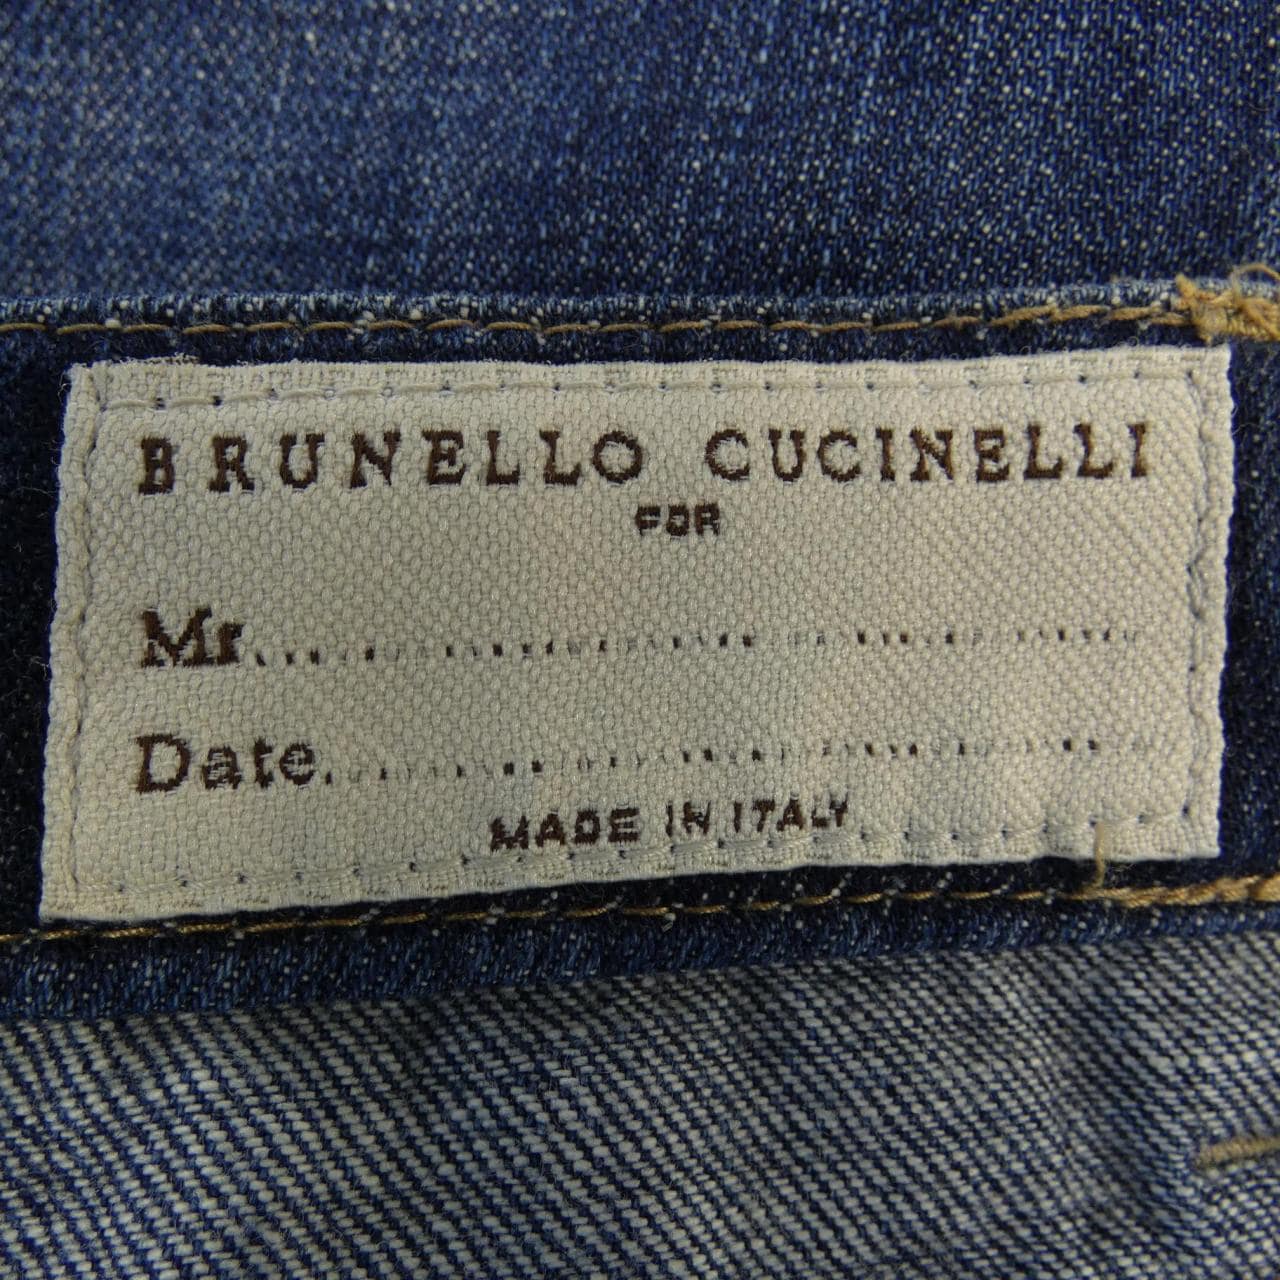 BRUNELLO CUCINELLI
FOR
Mr.......................................................
Date.......................................................
MADE IN ITALY